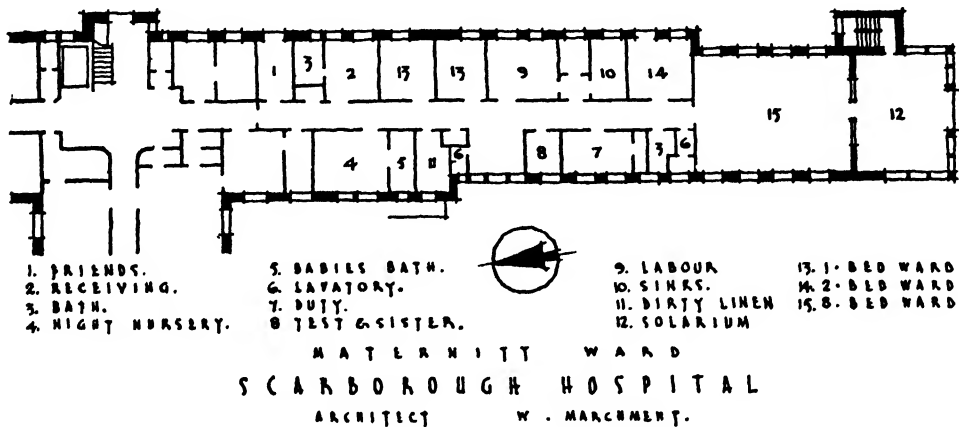 1 3 2 13 13 9 10 14
15 12
4 5 11 6 8 7 3 6
1. FRIENDS.
2. RECEIVING.
3. BATH.
4. NIGHT NURSERY.
5. BABIES BATH.
6. LAVATORY.
7. DUTY.
8 TEST & SISTER.
9. LABOUR
10. SINKS.
11. DIRTY LINEN
12. SOLARIUM
13. 1 · BED WARD
14. 2 · BED WARD
15. 8 · BED WARD
MATERNITY WARD
SCARBOROUGH HOSPITAL
ARCHITECT W. MARCHMENT.